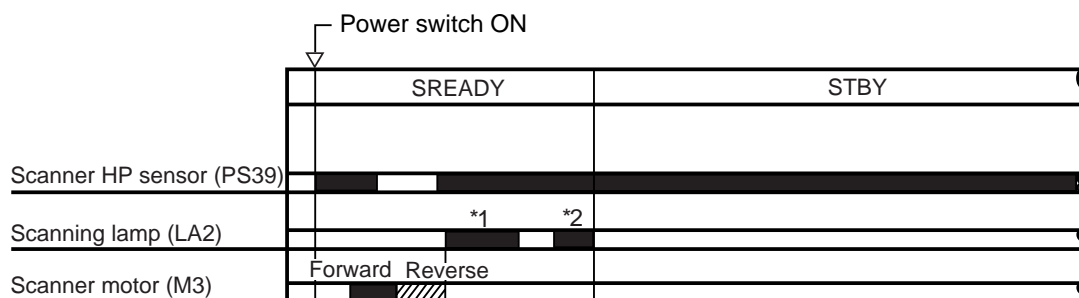 Power switch ON
SREADY STBY
Scanner HP sensor (PS39)
*1 *2
Scanning lamp (LA2)
Forward Reverse
Scanner motor (M3)